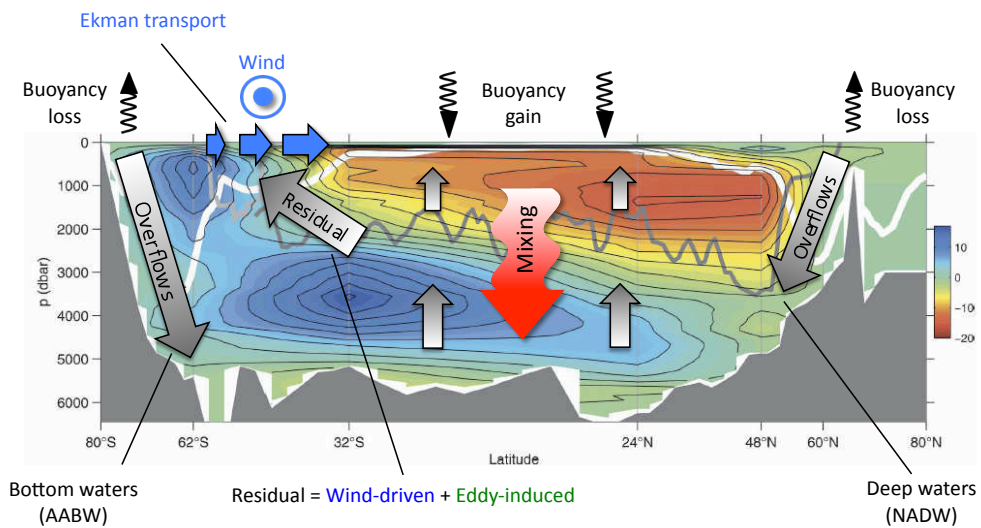 Ekman transport
Wind
Buoyancy
loss
Buoyancy
gain
Buoyancy
loss
0
1000
2000
3000
4000
5000
6000
p (dbar)
Overflows
Residual
Mixing
Overflows
10
0
−10
−20
80°S
62°S
32°S
24°N
48°N
60°N
80°N
Latitude
Bottom waters
(AABW)
Residual = Wind-driven + Eddy-induced
Deep waters
(NADW)